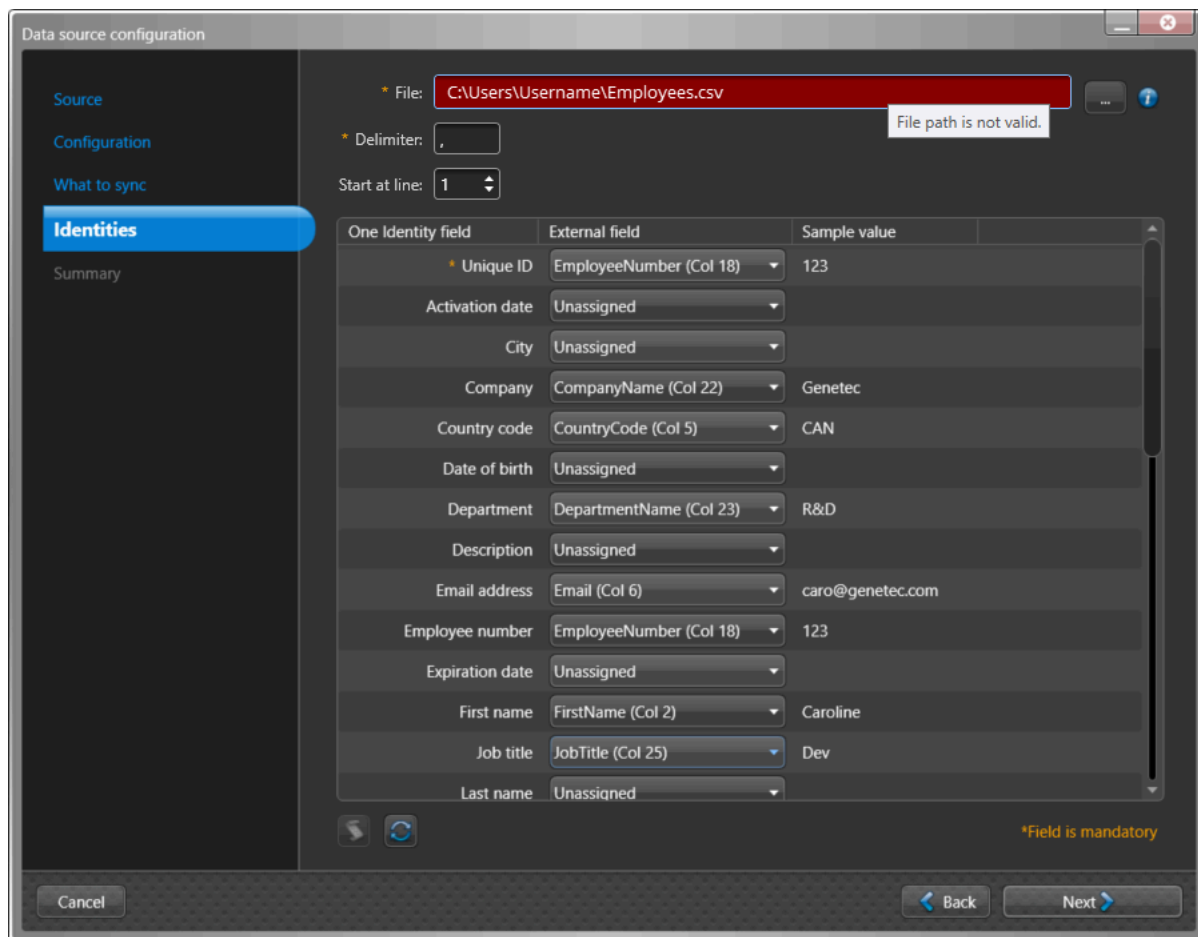 Data source configuration
Source
Configuration
What to sync
Identities
Summary
* File: C:\Users\Username\Employees.csv ...
File path is not valid.
* Delimiter: ,
Start at line: 1
One Identity field External field Sample value
* Unique ID EmployeeNumber (Col 18) 123
Activation date Unassigned
City Unassigned
Company CompanyName (Col 22) Genetec
Country code CountryCode (Col 5) CAN
Date of birth Unassigned
Department DepartmentName (Col 23) R&D
Description Unassigned
Email address Email (Col 6) caro@genetec.com
Employee number EmployeeNumber (Col 18) 123
Expiration date Unassigned
First name FirstName (Col 2) Caroline
Job title JobTitle (Col 25) Dev
Last name Unassigned
*Field is mandatory
Cancel Back Next